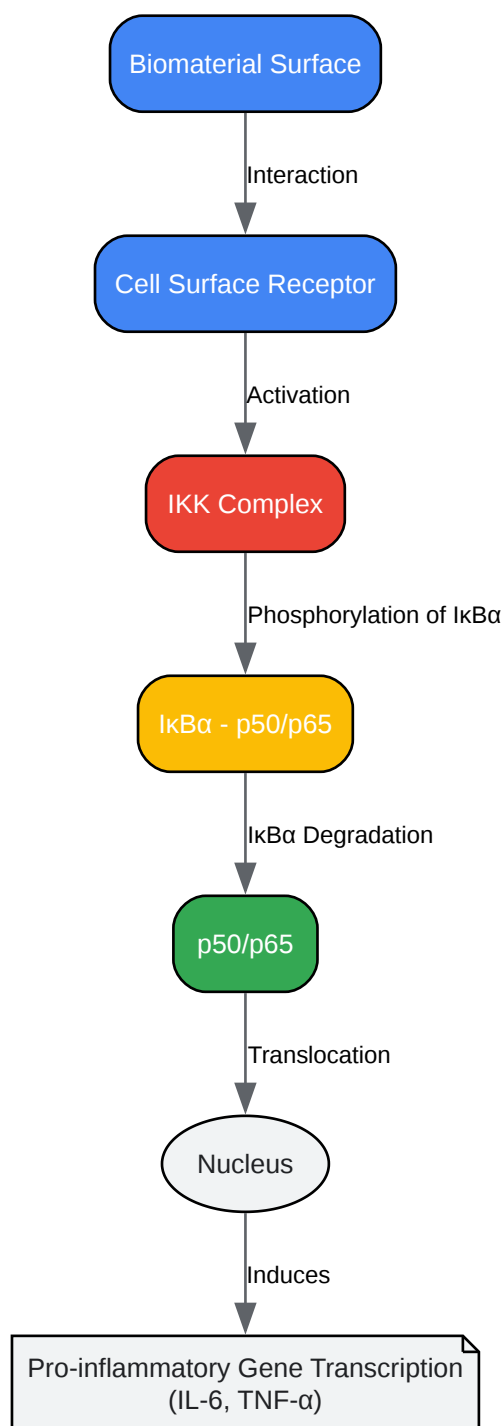 Biomaterial Surface
Interaction
Cell Surface Receptor
Activation
IKK Complex
Phosphorylation of IκBα
IκBα - p50/p65
IκBα Degradation
p50/p65
Translocation
Nucleus
Induces
Pro-inflammatory Gene Transcription
(IL-6, TNF-α)